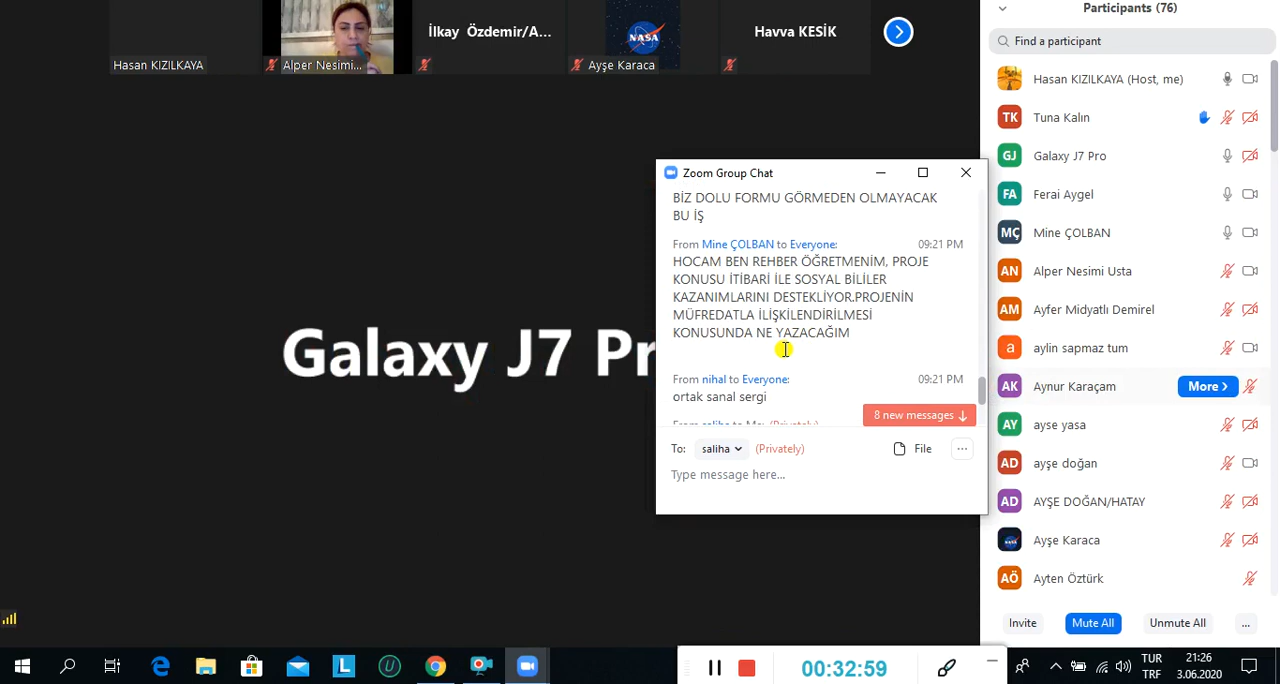 Hasan KIZILKAYA
Alper Nesimi...
İlkay Özdemir/A...
NASA
Ayşe Karaca
Havva KESİK
Galaxy J7 Pr
Zoom Group Chat
BİZ DOLU FORMU GÖRMEDEN OLMAYACAK
BU İŞ
From Mine ÇOLBAN to Everyone: 09:21 PM
HOCAM BEN REHBER ÖĞRETMENİM, PROJE
KONUSU İTİBARİ İLE SOSYAL BİLİLER
KAZANIMLARINI DESTEKLİYOR.PROJENİN
MÜFREDATLA İLİŞKİLENDİRİLMESİ
KONUSUNDA NE YAZACAĞIM
From nihal to Everyone: 09:21 PM
ortak sanal sergi
8 new messages ↓
From saliha to Me: (Privately)
To: saliha (Privately) File ...
Type message here...
Participants (76)
Find a participant
Hasan KIZILKAYA (Host, me)
TK Tuna Kalın
GJ Galaxy J7 Pro
FA Ferai Aygel
MÇ Mine ÇOLBAN
AN Alper Nesimi Usta
AM Ayfer Midyatlı Demirel
a aylin sapmaz tum
AK Aynur Karaçam More >
AY ayse yasa
AD ayşe doğan
AD AYŞE DOĞAN/HATAY
Ayşe Karaca
AÖ Ayten Öztürk
Invite Mute All Unmute All ...
00:32:59
TUR
TRF
21:26
3.06.2020